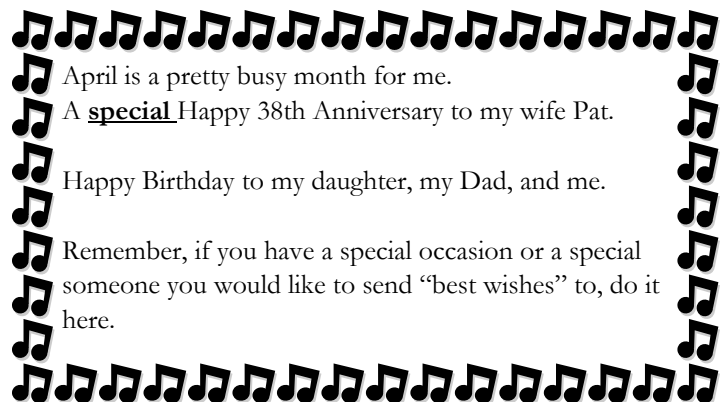 April is a pretty busy month for me.
A special Happy 38th Anniversary to my wife Pat.
Happy Birthday to my daughter, my Dad, and me.
Remember, if you have a special occasion or a special
someone you would like to send “best wishes” to, do it
here.